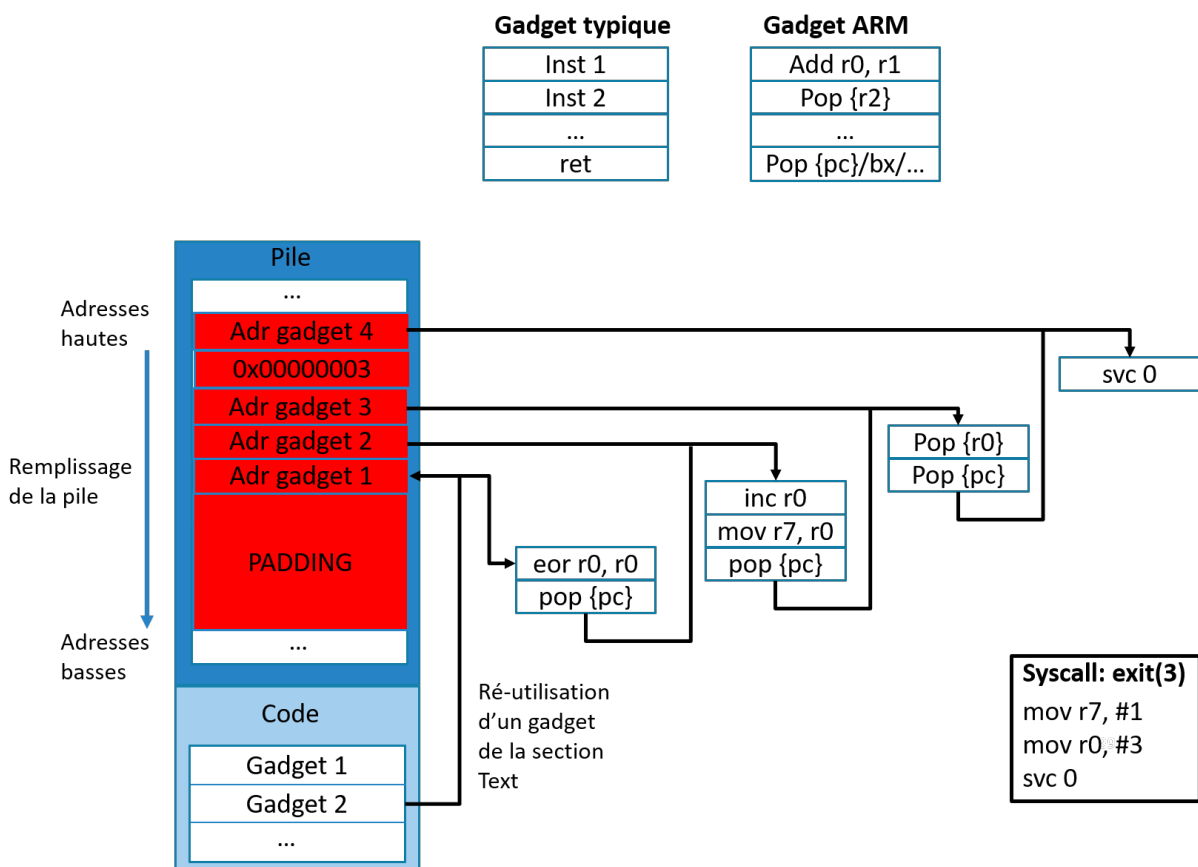 Gadget typique
Inst 1
Inst 2
...
ret
Gadget ARM
Add r0, r1
Pop {r2}
...
Pop {pc}/bx/...
Pile
...
Adr gadget 4
0x00000003
Adr gadget 3
Adr gadget 2
Adr gadget 1
PADDING
...
Adresses
hautes
Remplissage
de la pile
Adresses
basses
Code
Gadget 1
Gadget 2
...
Ré-utilisation
d'un gadget
de la section
Text
eor r0, r0
pop {pc}
inc r0
mov r7, r0
pop {pc}
Pop {r0}
Pop {pc}
svc 0
Syscall: exit(3)
mov r7, #1
mov r0, #3
svc 0